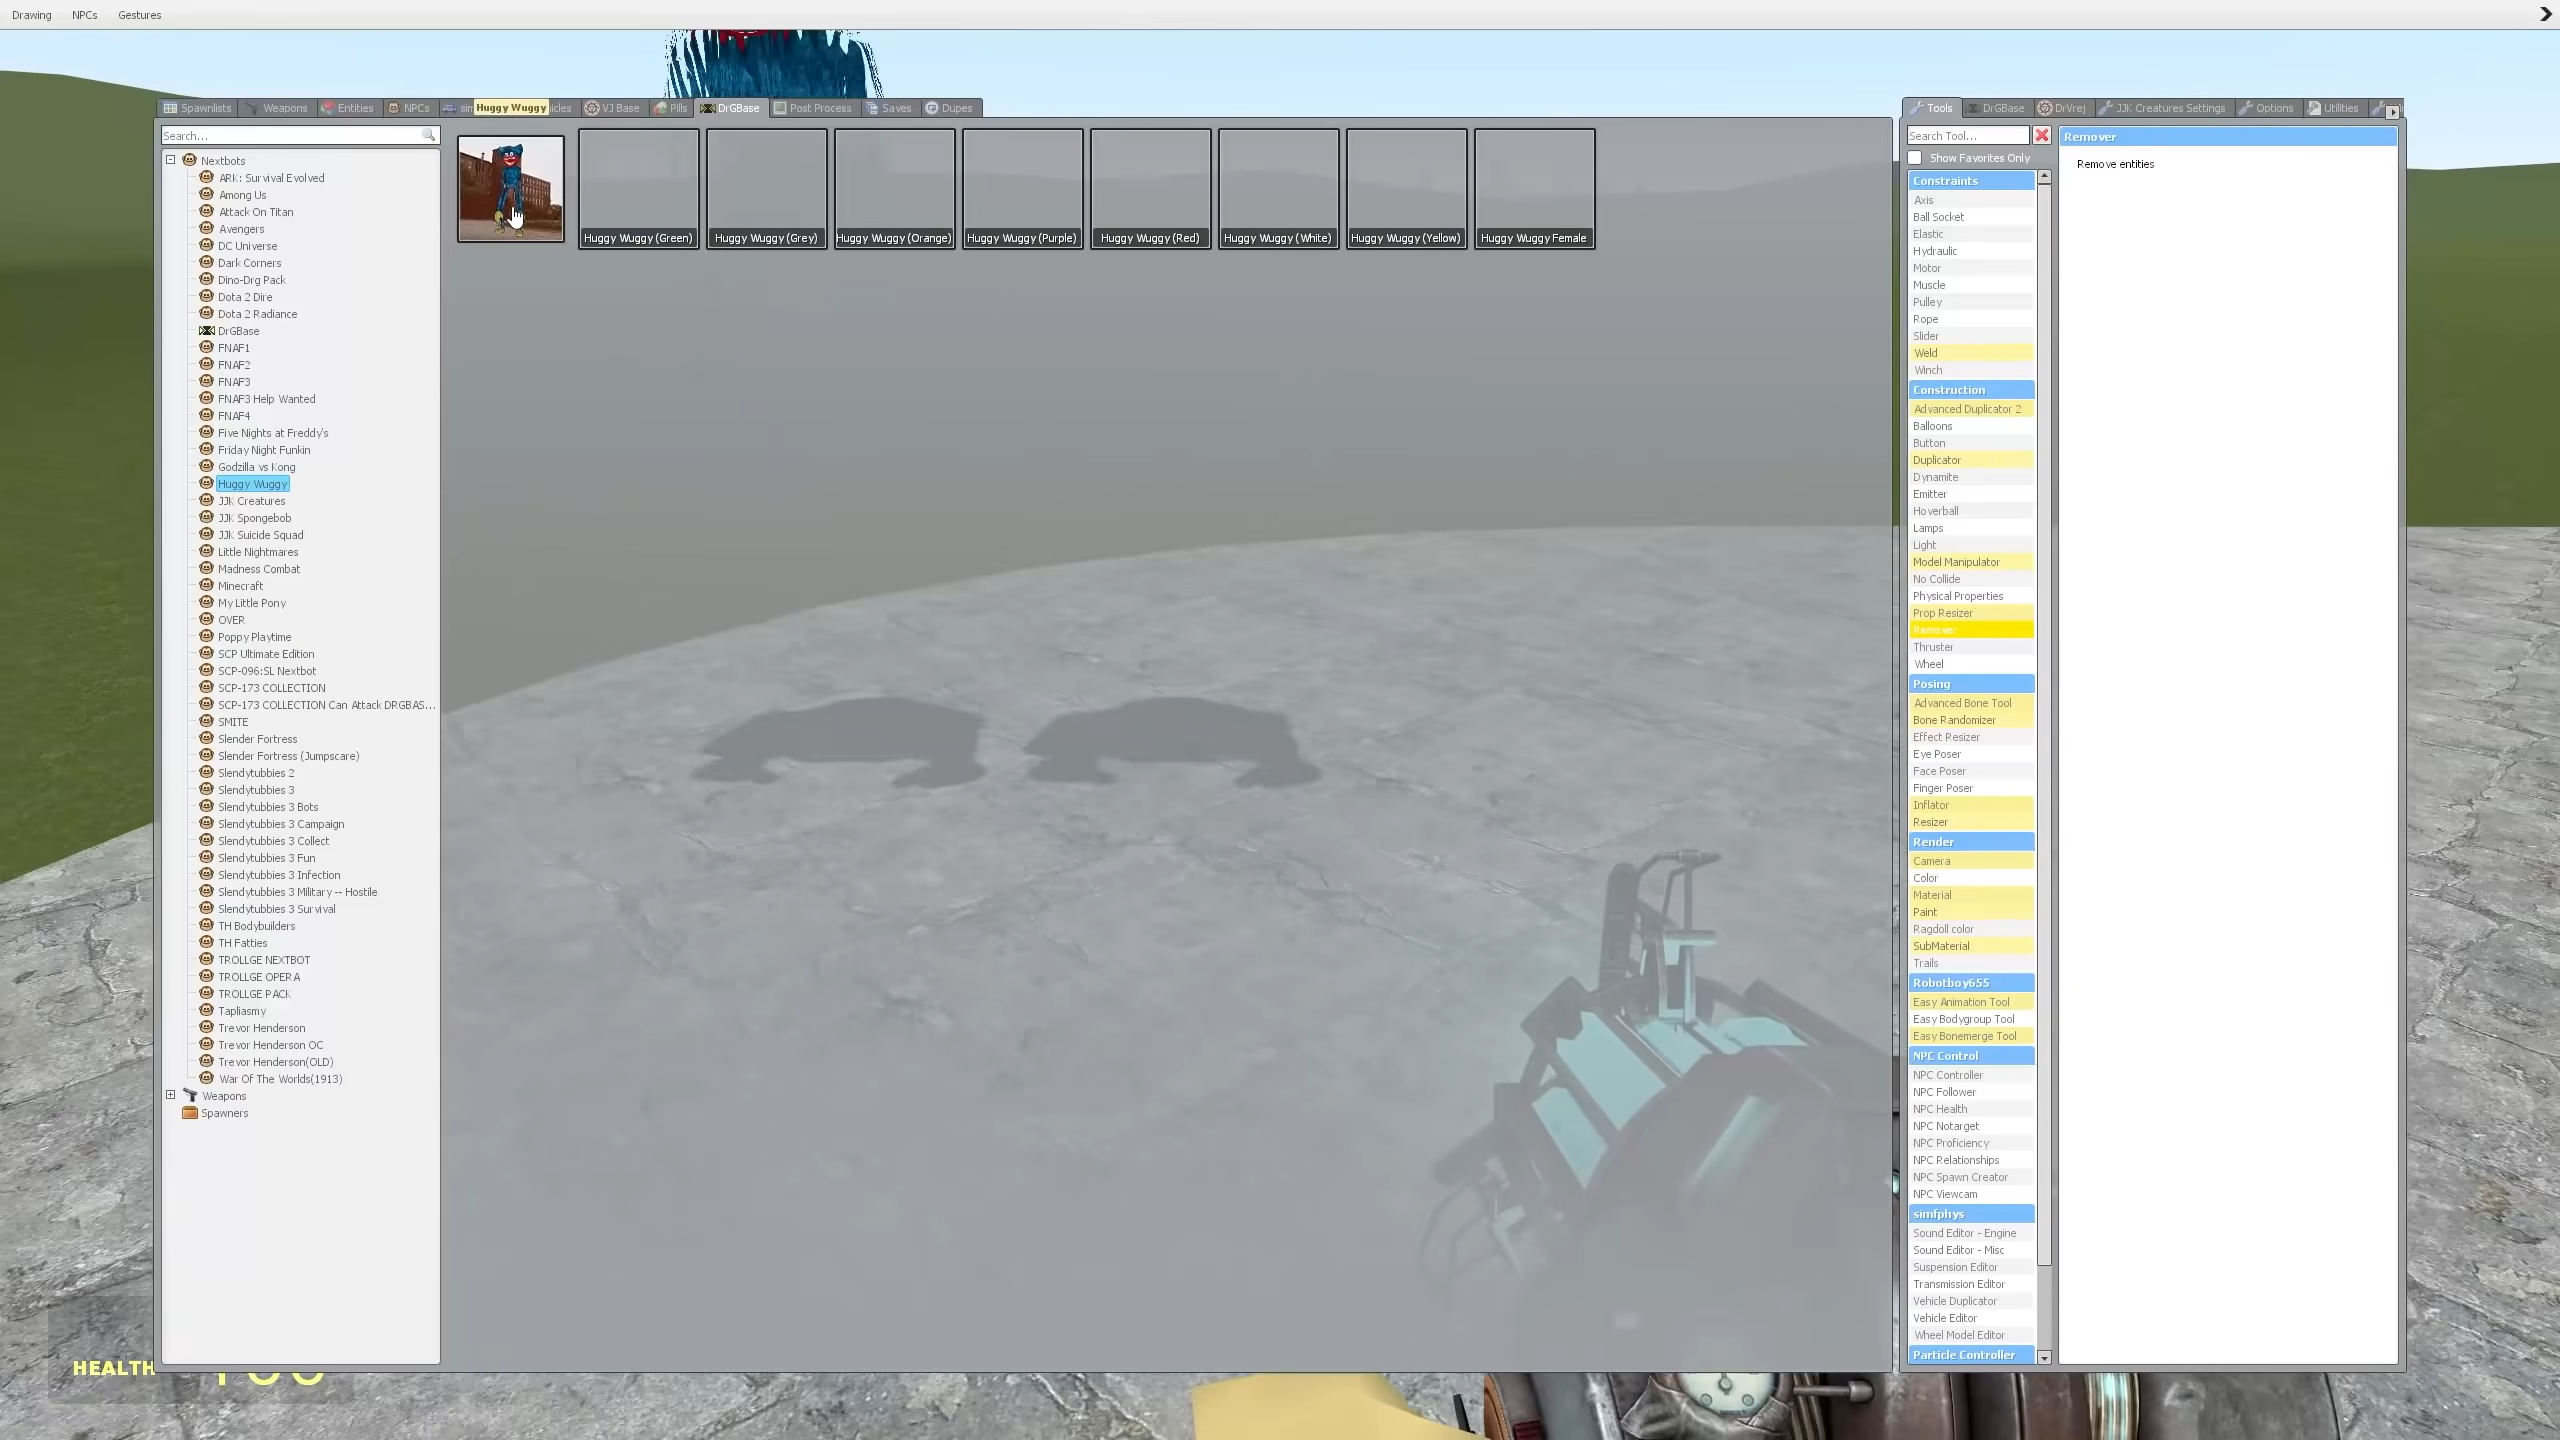 Drawing NPCs Gestures
Spawnlists Weapons Entities NPCs sim Huggy Wuggy icles VJ Base Pills DrGBase Post Process Saves Dupes
Search...
Nextbots
ARK: Survival Evolved
Among Us
Attack On Titan
Avengers
DC Universe
Dark Corners
Dino-Drg Pack
Dota 2 Dire
Dota 2 Radiance
DrGBase
FNAF1
FNAF2
FNAF3
FNAF3 Help Wanted
FNAF4
Five Nights at Freddy's
Friday Night Funkin
Godzilla vs Kong
Huggy Wuggy
JJK Creatures
JJK Spongebob
JJK Suicide Squad
Little Nightmares
Madness Combat
Minecraft
My Little Pony
OVER
Poppy Playtime
SCP Ultimate Edition
SCP-096:SL Nextbot
SCP-173 COLLECTION
SCP-173 COLLECTION Can Attack DRGBAS...
SMITE
Slender Fortress
Slender Fortress (Jumpscare)
Slendytubbies 2
Slendytubbies 3
Slendytubbies 3 Bots
Slendytubbies 3 Campaign
Slendytubbies 3 Collect
Slendytubbies 3 Fun
Slendytubbies 3 Infection
Slendytubbies 3 Military -- Hostile
Slendytubbies 3 Survival
TH Bodybuilders
TH Fatties
TROLLGE NEXTBOT
TROLLGE OPERA
TROLLGE PACK
Tapliasmy
Trevor Henderson
Trevor Henderson OC
Trevor Henderson(OLD)
War Of The Worlds(1913)
Weapons
Spawners
Huggy Wuggy (Green) Huggy Wuggy (Grey) Huggy Wuggy (Orange) Huggy Wuggy (Purple) Huggy Wuggy (Red) Huggy Wuggy (White) Huggy Wuggy (Yellow) Huggy Wuggy Female
HEALTH 100
Tools DrGBase DrVrej JJK Creatures Settings Options Utilities
Search Tool...
Show Favorites Only
Constraints
Axis
Ball Socket
Elastic
Hydraulic
Motor
Muscle
Pulley
Rope
Slider
Weld
Winch
Construction
Advanced Duplicator 2
Balloons
Button
Duplicator
Dynamite
Emitter
Hoverball
Lamps
Light
Model Manipulator
No Collide
Physical Properties
Prop Resizer
Remover
Thruster
Wheel
Posing
Advanced Bone Tool
Bone Randomizer
Effect Resizer
Eye Poser
Face Poser
Finger Poser
Inflator
Resizer
Render
Camera
Color
Material
Paint
Ragdoll color
SubMaterial
Trails
Robotboy655
Easy Animation Tool
Easy Bodygroup Tool
Easy Bonemerge Tool
NPC Control
NPC Controller
NPC Follower
NPC Health
NPC Notarget
NPC Proficiency
NPC Relationships
NPC Spawn Creator
NPC Viewcam
simfphys
Sound Editor - Engine
Sound Editor - Misc
Suspension Editor
Transmission Editor
Vehicle Duplicator
Vehicle Editor
Wheel Model Editor
Particle Controller
Remover
Remove entities